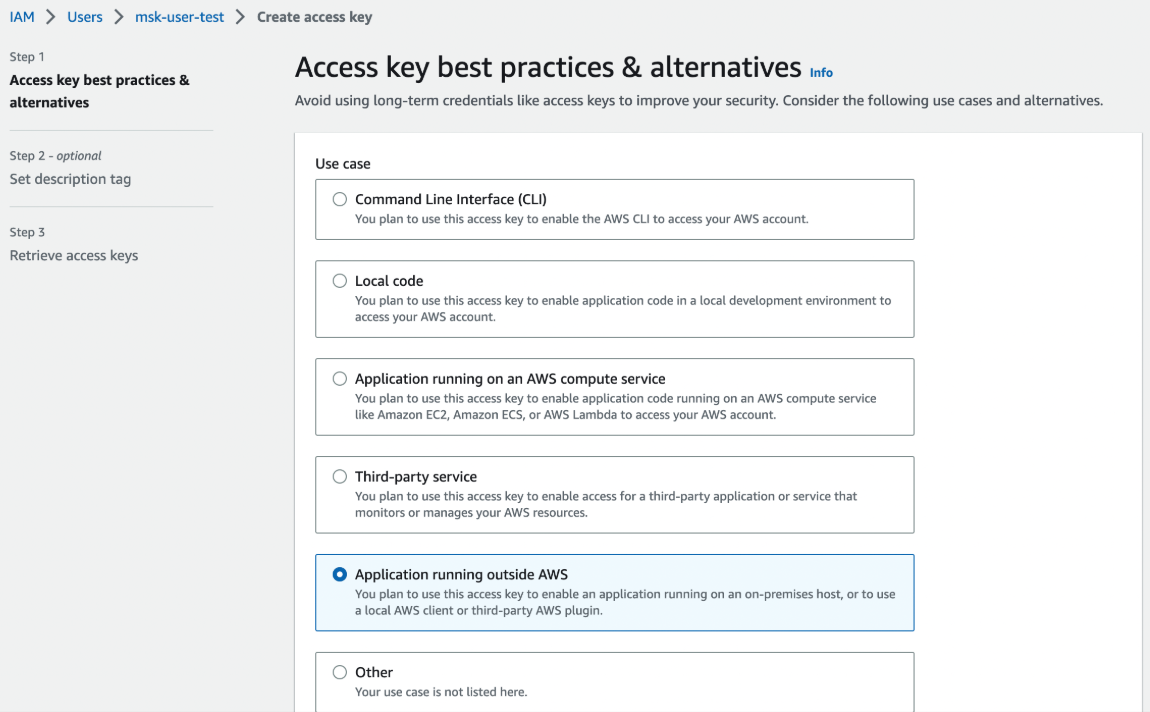 IAM > Users > msk-user-test > Create access key
Step 1
Access key best practices &
alternatives
Step 2 - optional
Set description tag
Step 3
Retrieve access keys
Access key best practices & alternatives Info
Avoid using long-term credentials like access keys to improve your security. Consider the following use cases and alternatives.
Use case
Command Line Interface (CLI)
You plan to use this access key to enable the AWS CLI to access your AWS account.
Local code
You plan to use this access key to enable application code in a local development environment to
access your AWS account.
Application running on an AWS compute service
You plan to use this access key to enable application code running on an AWS compute service
like Amazon EC2, Amazon ECS, or AWS Lambda to access your AWS account.
Third-party service
You plan to use this access key to enable access for a third-party application or service that
monitors or manages your AWS resources.
Application running outside AWS
You plan to use this access key to enable an application running on an on-premises host, or to use
a local AWS client or third-party AWS plugin.
Other
Your use case is not listed here.